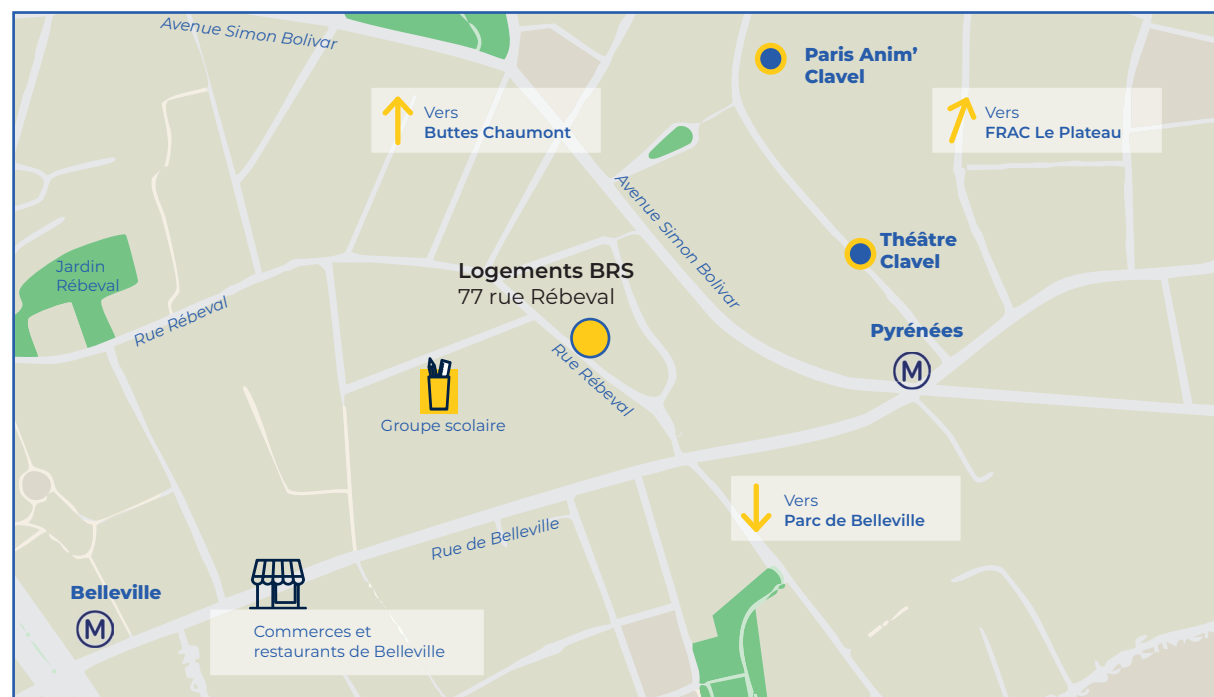 Avenue Simon Bolivar
Paris Anim’
Clavel
Vers
Buttes Chaumont
Vers
FRAC Le Plateau
Avenue Simon Bolivar
Théâtre
Clavel
Jardin
Rébeval
Logements BRS
77 rue Rébeval
Rue Rébeval
Pyrénées
M
Rue Rébeval
Groupe scolaire
Vers
Parc de Belleville
Rue de Belleville
Belleville
M
Commerces et
restaurants de Belleville